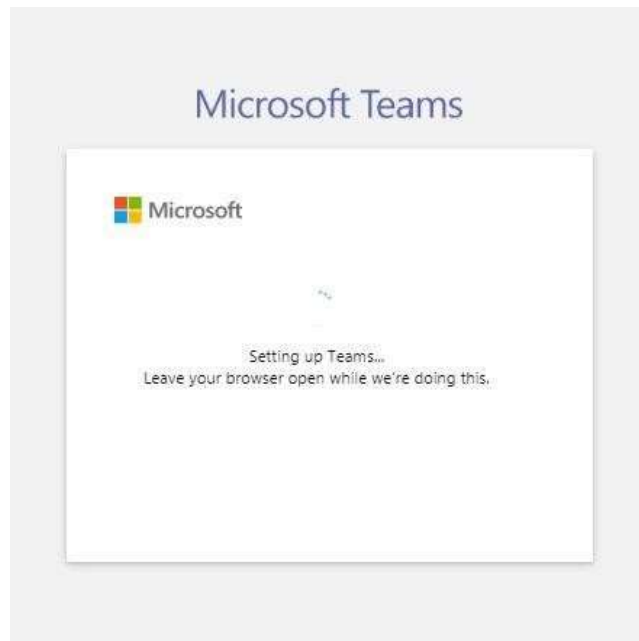 Microsoft Teams
Microsoft
Setting up Teams...
Leave your browser open while we're doing this.